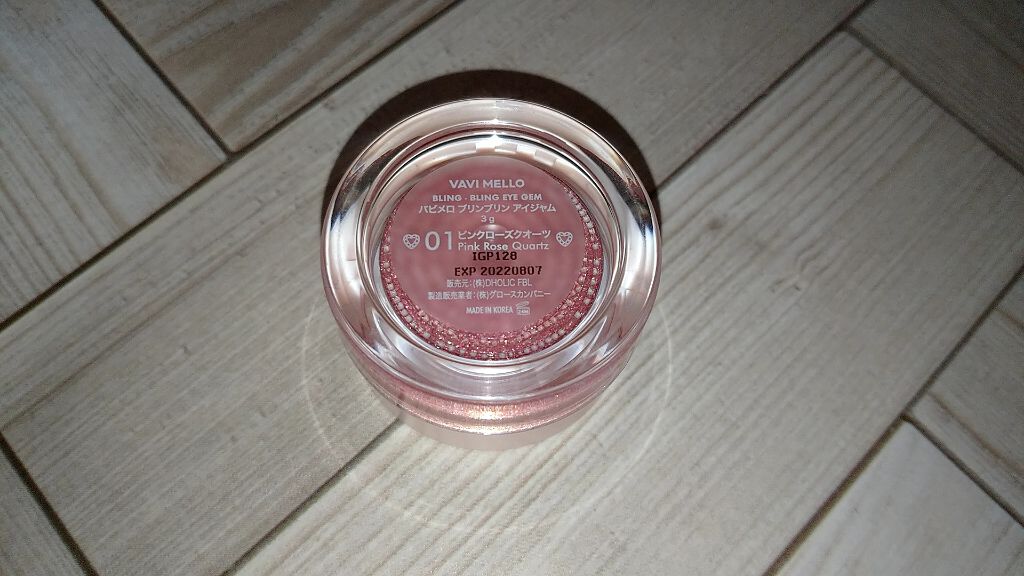 VAVI MELLO
BLING · BLING EYE GEM
バビメロ ブリンブリン アイジャム
3g
01 ピンクローズクオーツ
Pink Rose Quartz
IGP128
EXP 20220807
販売元：(株)DHOLIC FBL
製造販売業者：(株)グロースカンパニー
MADE IN KOREA